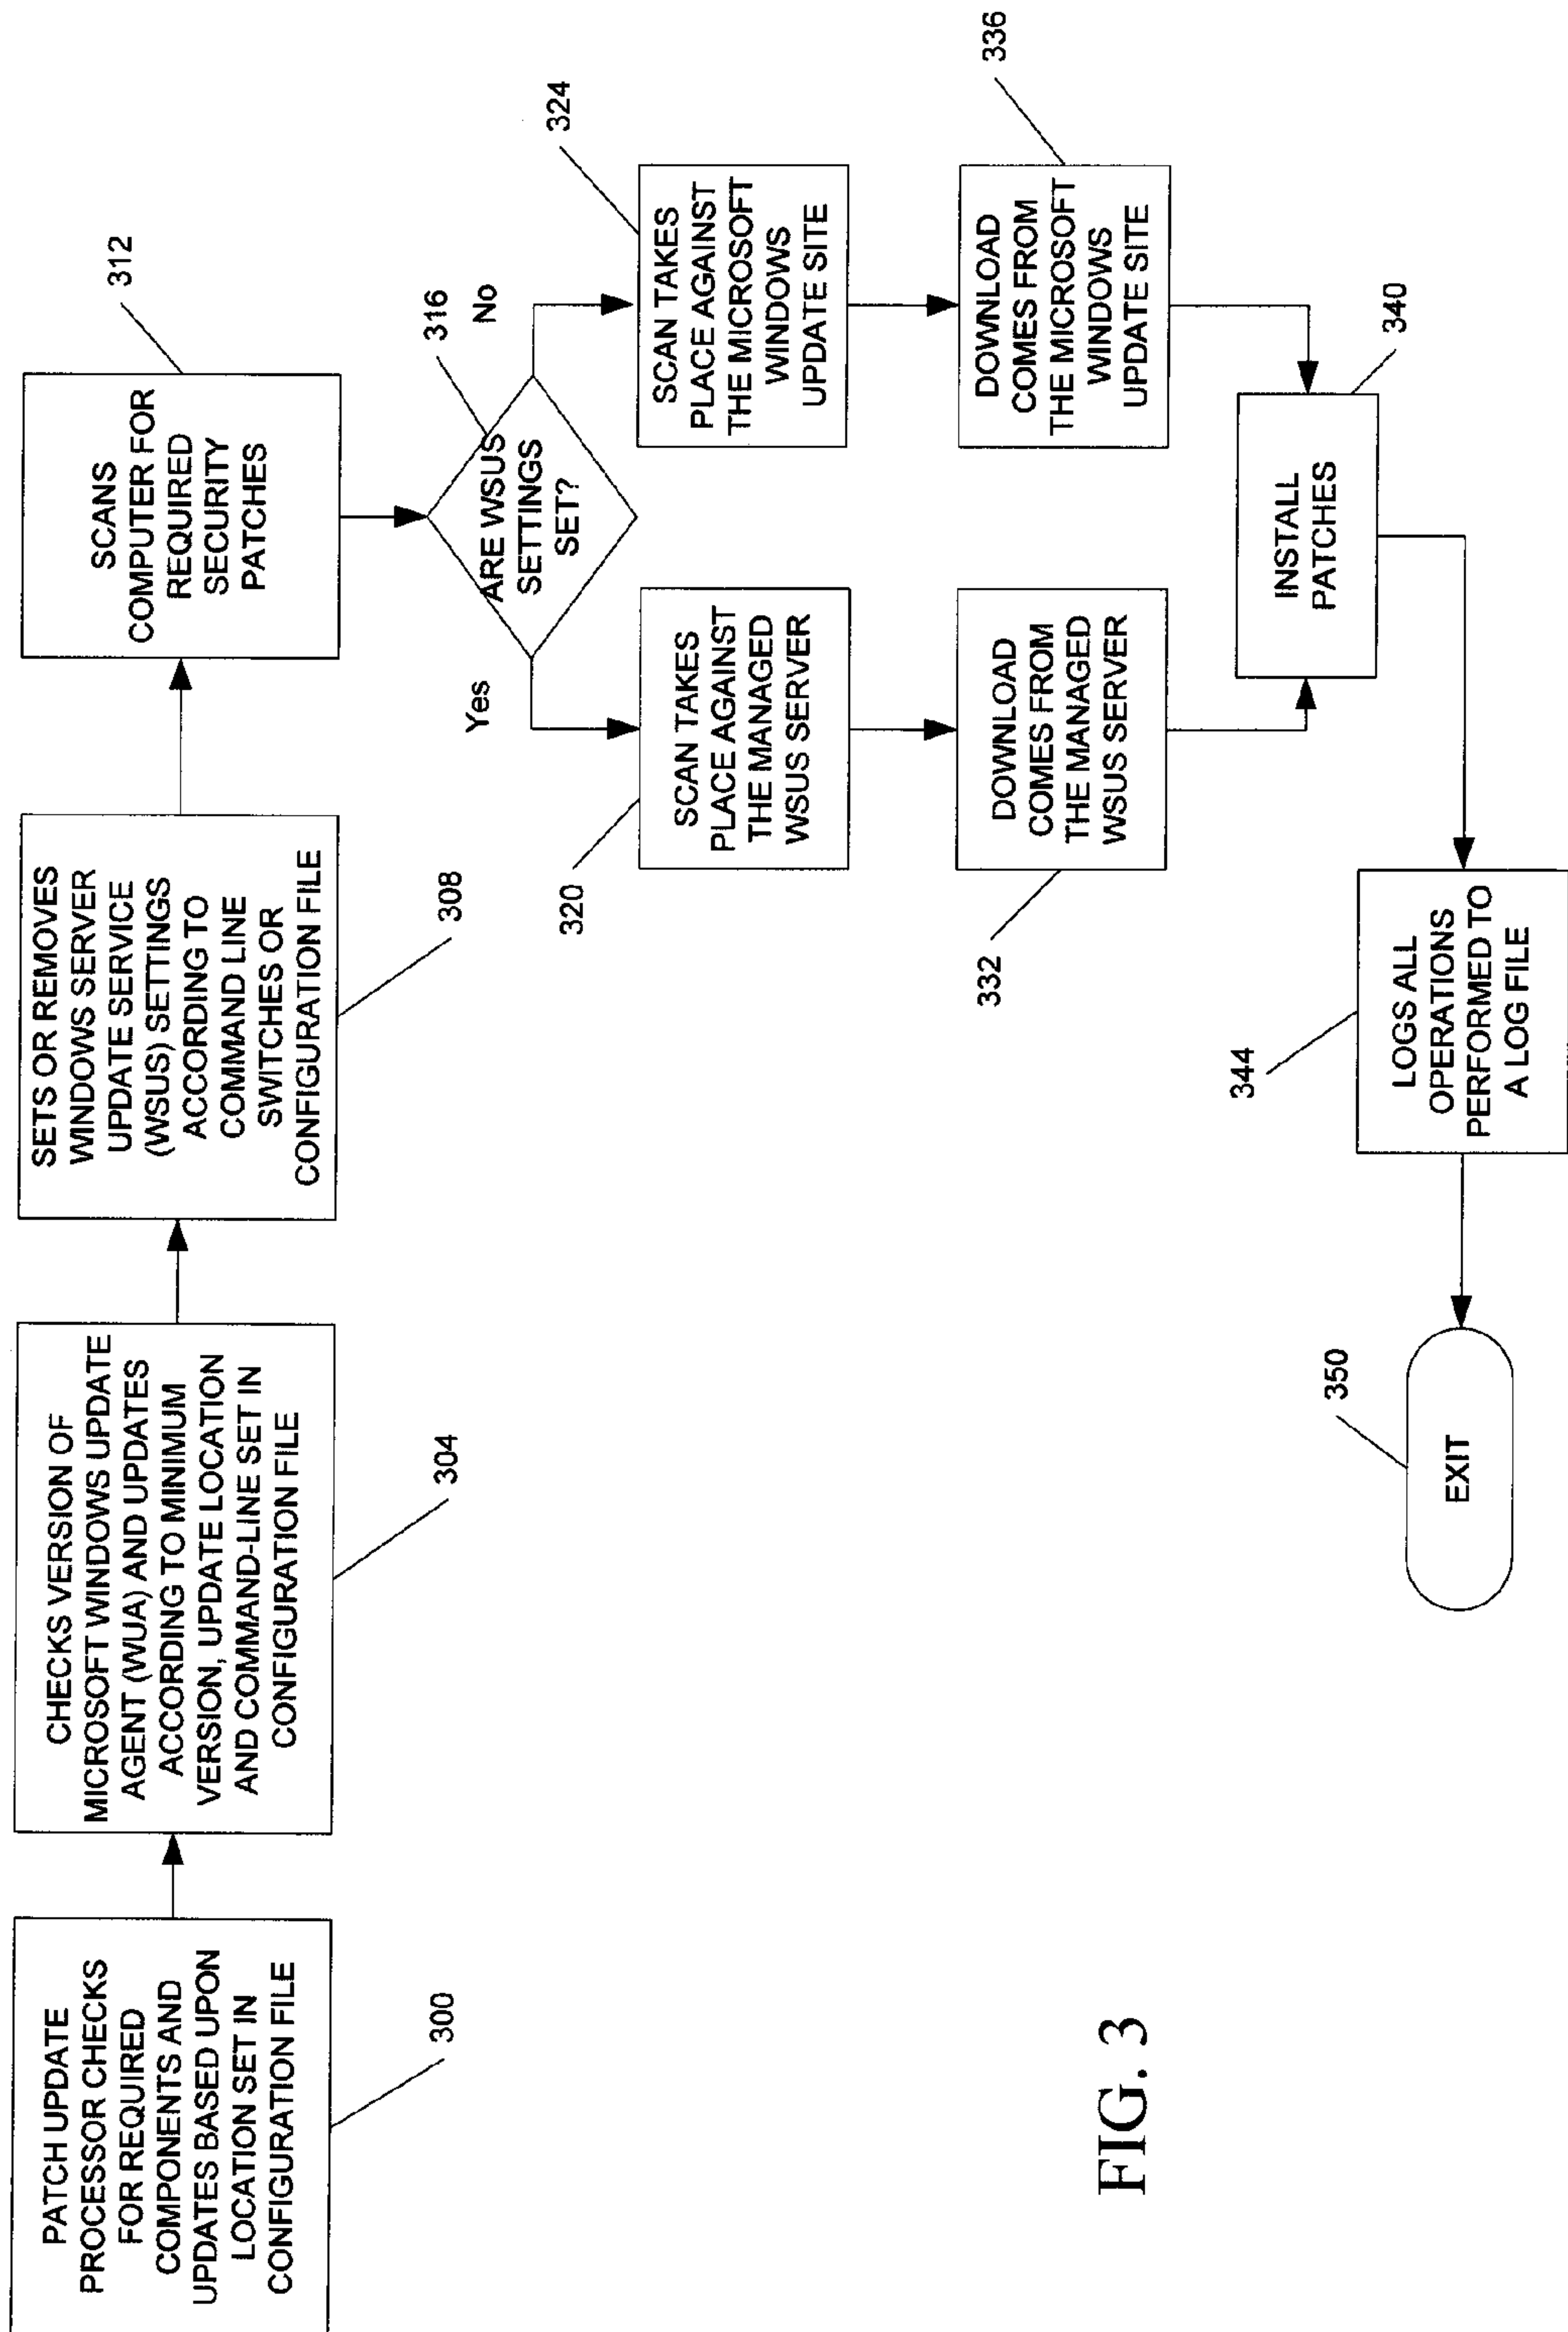 PATCH UPDATE
PROCESSOR CHECKS
FOR REQUIRED
COMPONENTS AND
UPDATES BASED UPON
LOCATION SET IN
CONFIGURATION FILE
300
CHECKS VERSION OF
MICROSOFT WINDOWS UPDATE
AGENT (WUA) AND UPDATES
ACCORDING TO MINIMUM
VERSION, UPDATE LOCATION
AND COMMAND-LINE SET IN
CONFIGURATION FILE
304
SETS OR REMOVES
WINDOWS SERVER
UPDATE SERVICE
(WSUS) SETTINGS
ACCORDING TO
COMMAND LINE
SWITCHES OR
CONFIGURATION FILE
308
SCANS
COMPUTER FOR
REQUIRED
SECURITY
PATCHES
312
ARE WSUS
SETTINGS
SET?
316
Yes
No
SCAN TAKES
PLACE AGAINST
THE MANAGED
WSUS SERVER
320
SCAN TAKES
PLACE AGAINST
THE MICROSOFT
WINDOWS
UPDATE SITE
324
DOWNLOAD
COMES FROM
THE MANAGED
WSUS SERVER
332
DOWNLOAD
COMES FROM
THE MICROSOFT
WINDOWS
UPDATE SITE
336
INSTALL
PATCHES
340
LOGS ALL
OPERATIONS
PERFORMED TO
A LOG FILE
344
EXIT
350
FIG. 3